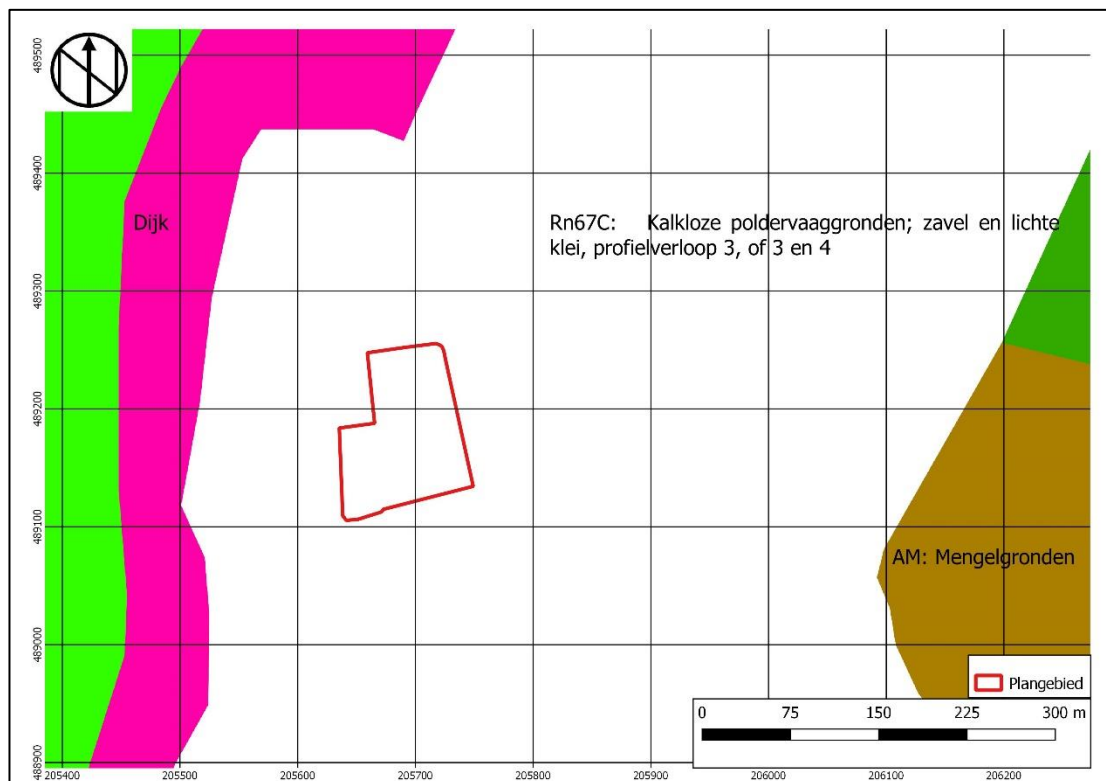 489500
489400
Dijk
Rn67C: Kalkloze poldervaaggronden; zavel en lichte
klei, profielverloop 3, of 3 en 4
489300
489200
489100
AM: Mengelgronden
489000
Plangebied
0 75 150 225 300 m
488900
205400 205500 205600 205700 205800 205900 206000 206100 206200